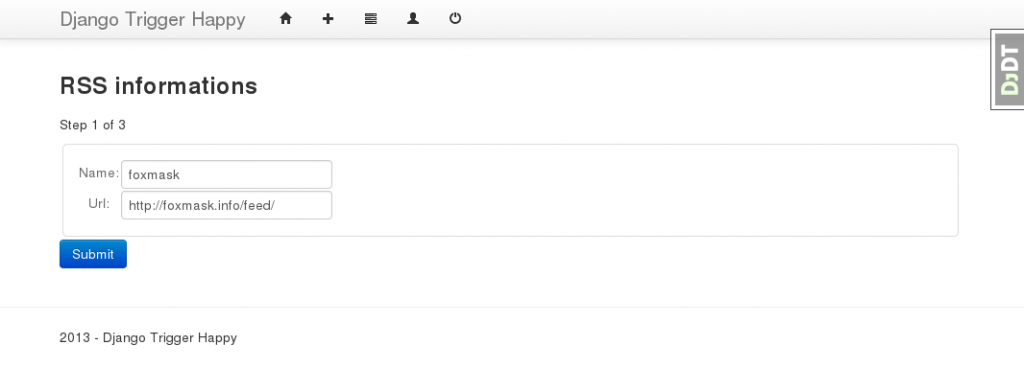 Django Trigger Happy
DJDT
RSS informations
Step 1 of 3
Name: foxmask
Url: http://foxmask.info/feed/
Submit
2013 - Django Trigger Happy